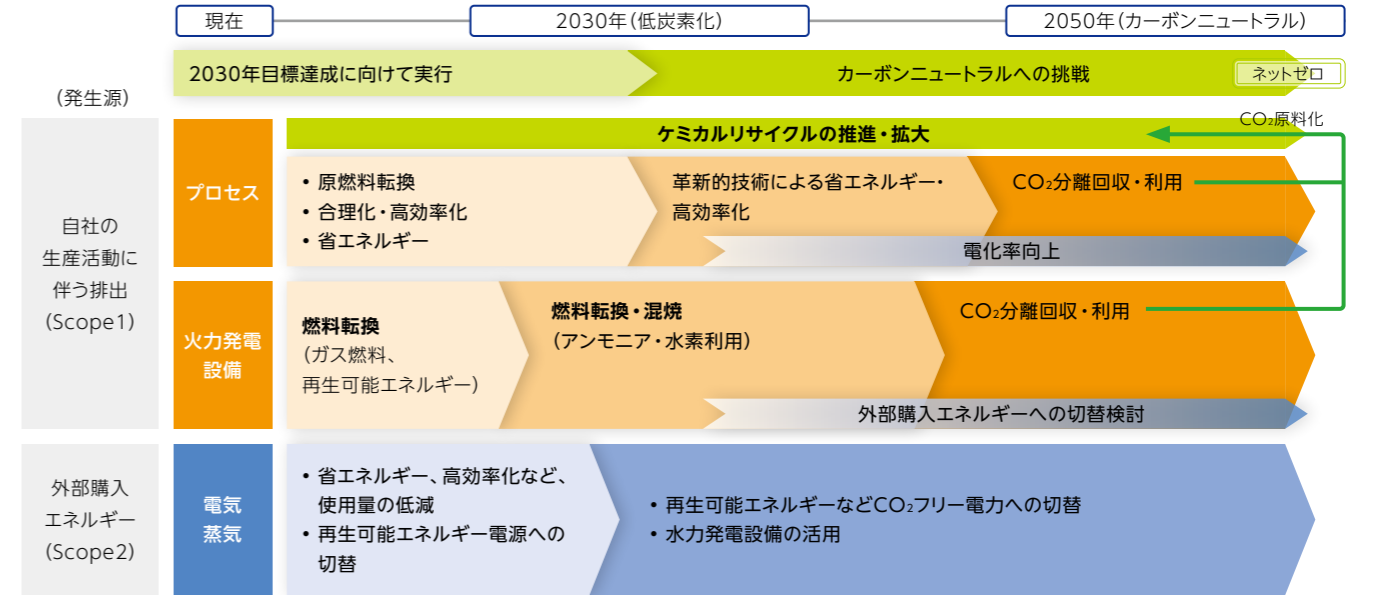 現在
2030年(低炭素化)
2050年(カーボンニュートラル)
2030年目標達成に向けて実行
カーボンニュートラルへの挑戦
ネットゼロ
(発生源)
自社の
生産活動に
伴う排出
(Scope1)
プロセス
ケミカルリサイクルの推進・拡大
CO₂原料化
• 原燃料転換
• 合理化・高効率化
• 省エネルギー
革新的技術による省エネルギー・
高効率化
CO₂分離回収・利用
電化率向上
火力発電
設備
燃料転換
(ガス燃料、
再生可能エネルギー)
燃料転換・混焼
(アンモニア・水素利用)
CO₂分離回収・利用
外部購入エネルギーへの切替検討
外部購入
エネルギー
(Scope2)
電気
蒸気
• 省エネルギー、高効率化など、
使用量の低減
• 再生可能エネルギー電源への
切替
• 再生可能エネルギーなどCO₂フリー電力への切替
• 水力発電設備の活用